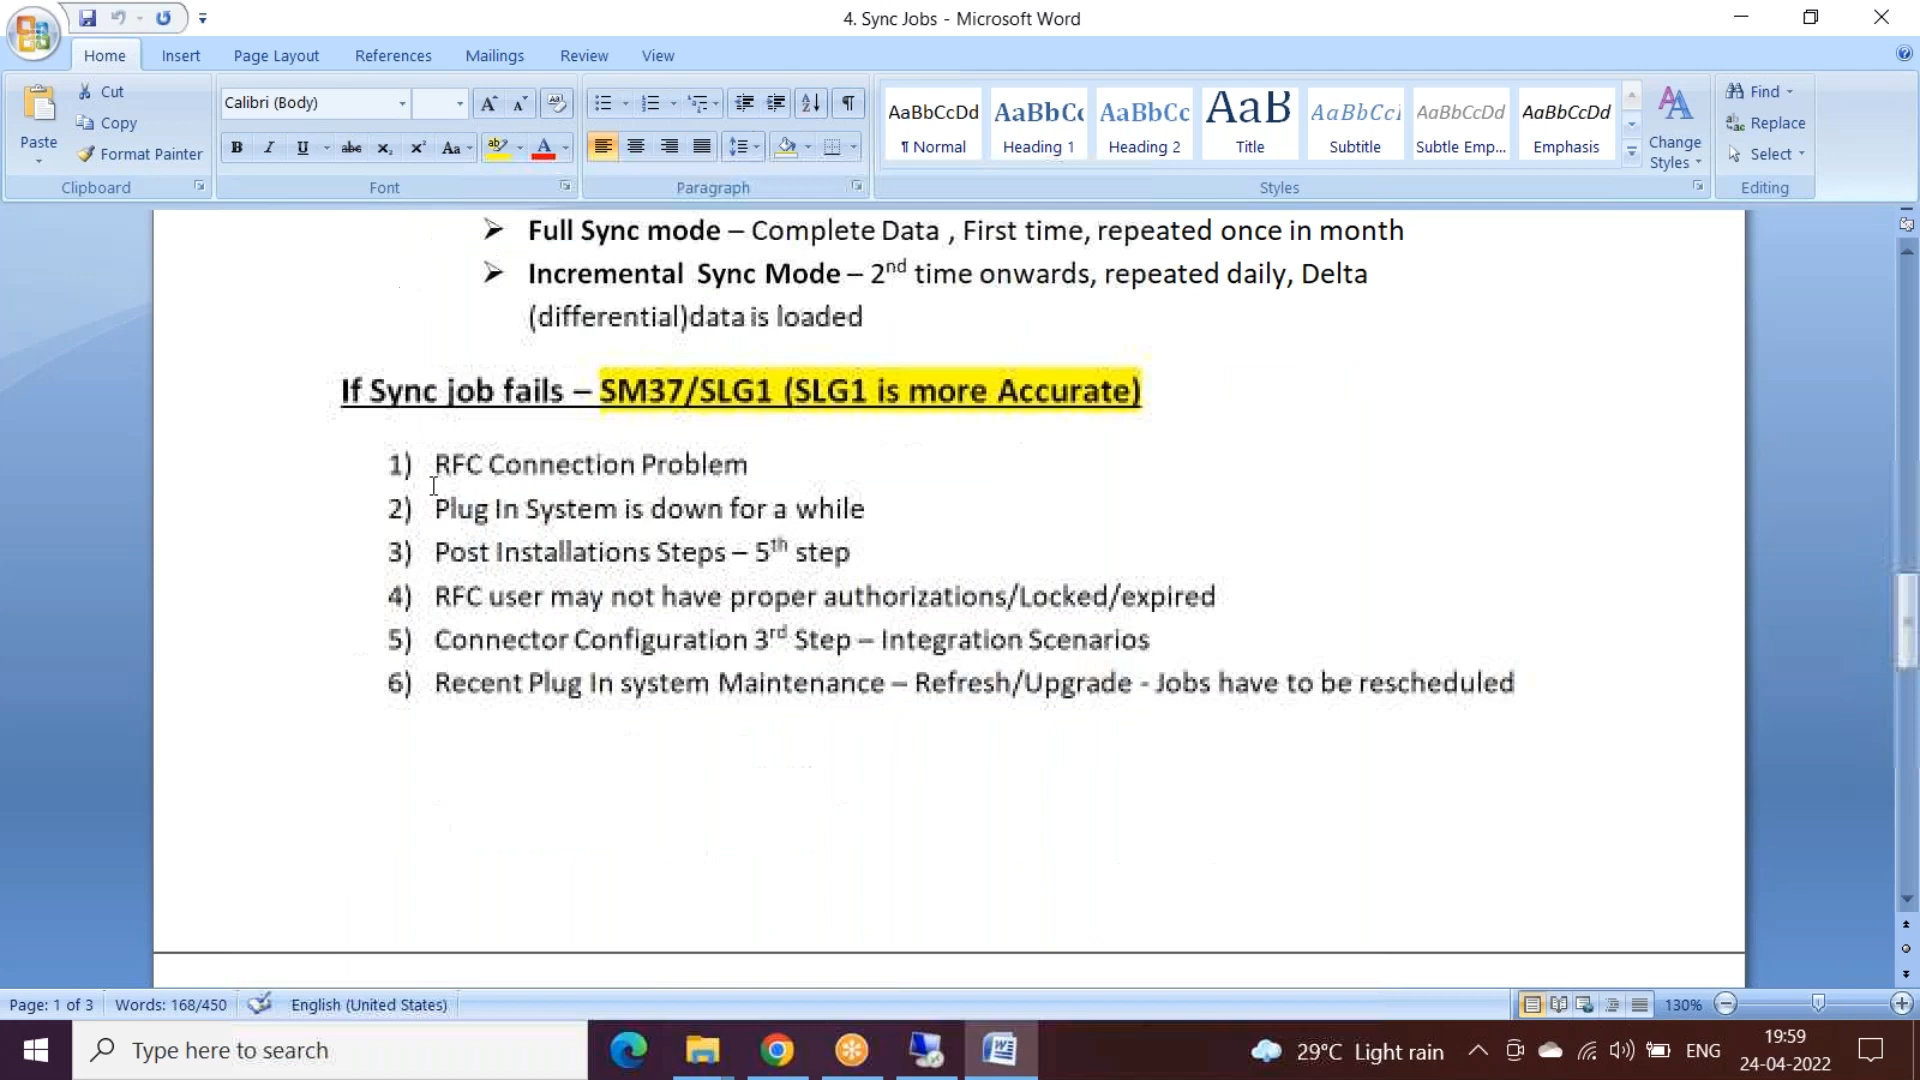 4. Sync Jobs - Microsoft Word
Home Insert Page Layout References Mailings Review View
Paste
Cut
Copy
Format Painter
Clipboard
Calibri (Body)
B I U abc x₂ x² Aa ab A
Font
Paragraph
AaBbCcDd AaBbCc AaBbCc AaB AaBbCcl AaBbCcDd AaBbCcDd
¶ Normal Heading 1 Heading 2 Title Subtitle Subtle Emp... Emphasis
Change
Styles
Styles
Find
Replace
Select
Editing
➢ Full Sync mode – Complete Data , First time, repeated once in month
➢ Incremental Sync Mode – 2nd time onwards, repeated daily, Delta
(differential)data is loaded
If Sync job fails – SM37/SLG1 (SLG1 is more Accurate)
1) RFC Connection Problem
2) Plug In System is down for a while
3) Post Installations Steps – 5th step
4) RFC user may not have proper authorizations/Locked/expired
5) Connector Configuration 3rd Step – Integration Scenarios
6) Recent Plug In system Maintenance – Refresh/Upgrade - Jobs have to be rescheduled
Page: 1 of 3 Words: 168/450 English (United States) 130%
Type here to search
29°C Light rain
ENG
19:59
24-04-2022